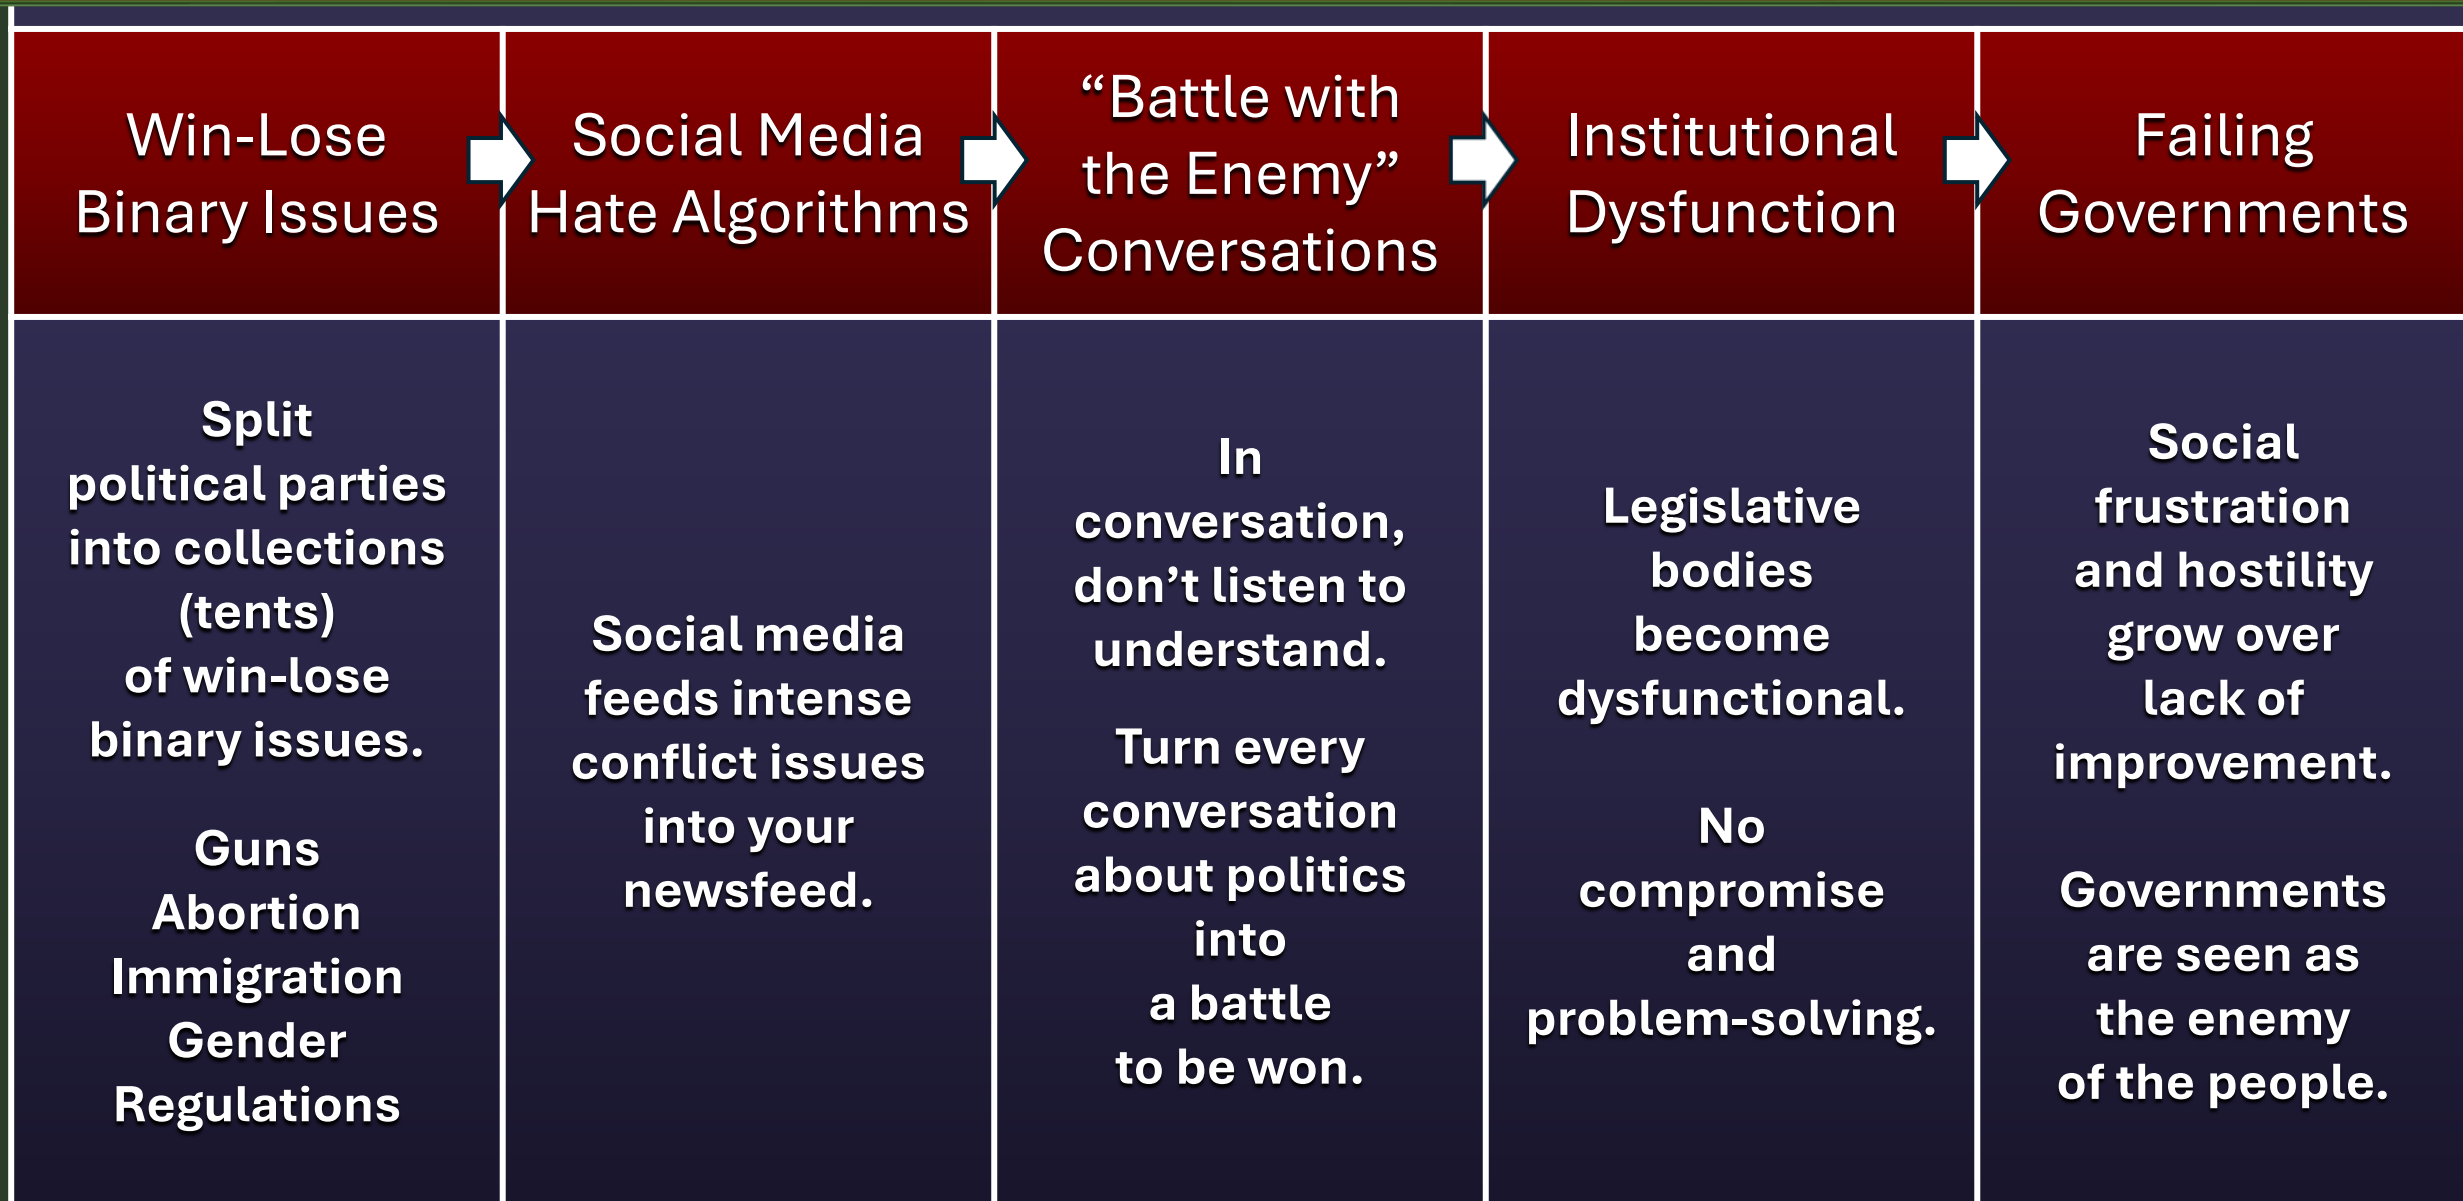 Win-Lose
Binary Issues
Social Media
Hate Algorithms
“Battle with
the Enemy”
Conversations
Institutional
Dysfunction
Failing
Governments
Split
political parties
into collections
(tents)
of win-lose
binary issues.
Guns
Abortion
Immigration
Gender
Regulations
Social media
feeds intense
conflict issues
into your
newsfeed.
In
conversation,
don’t listen to
understand.
Turn every
conversation
about politics
into
a battle
to be won.
Legislative
bodies
become
dysfunctional.
No
compromise
and
problem-solving.
Social
frustration
and hostility
grow over
lack of
improvement.
Governments
are seen as
the enemy
of the people.